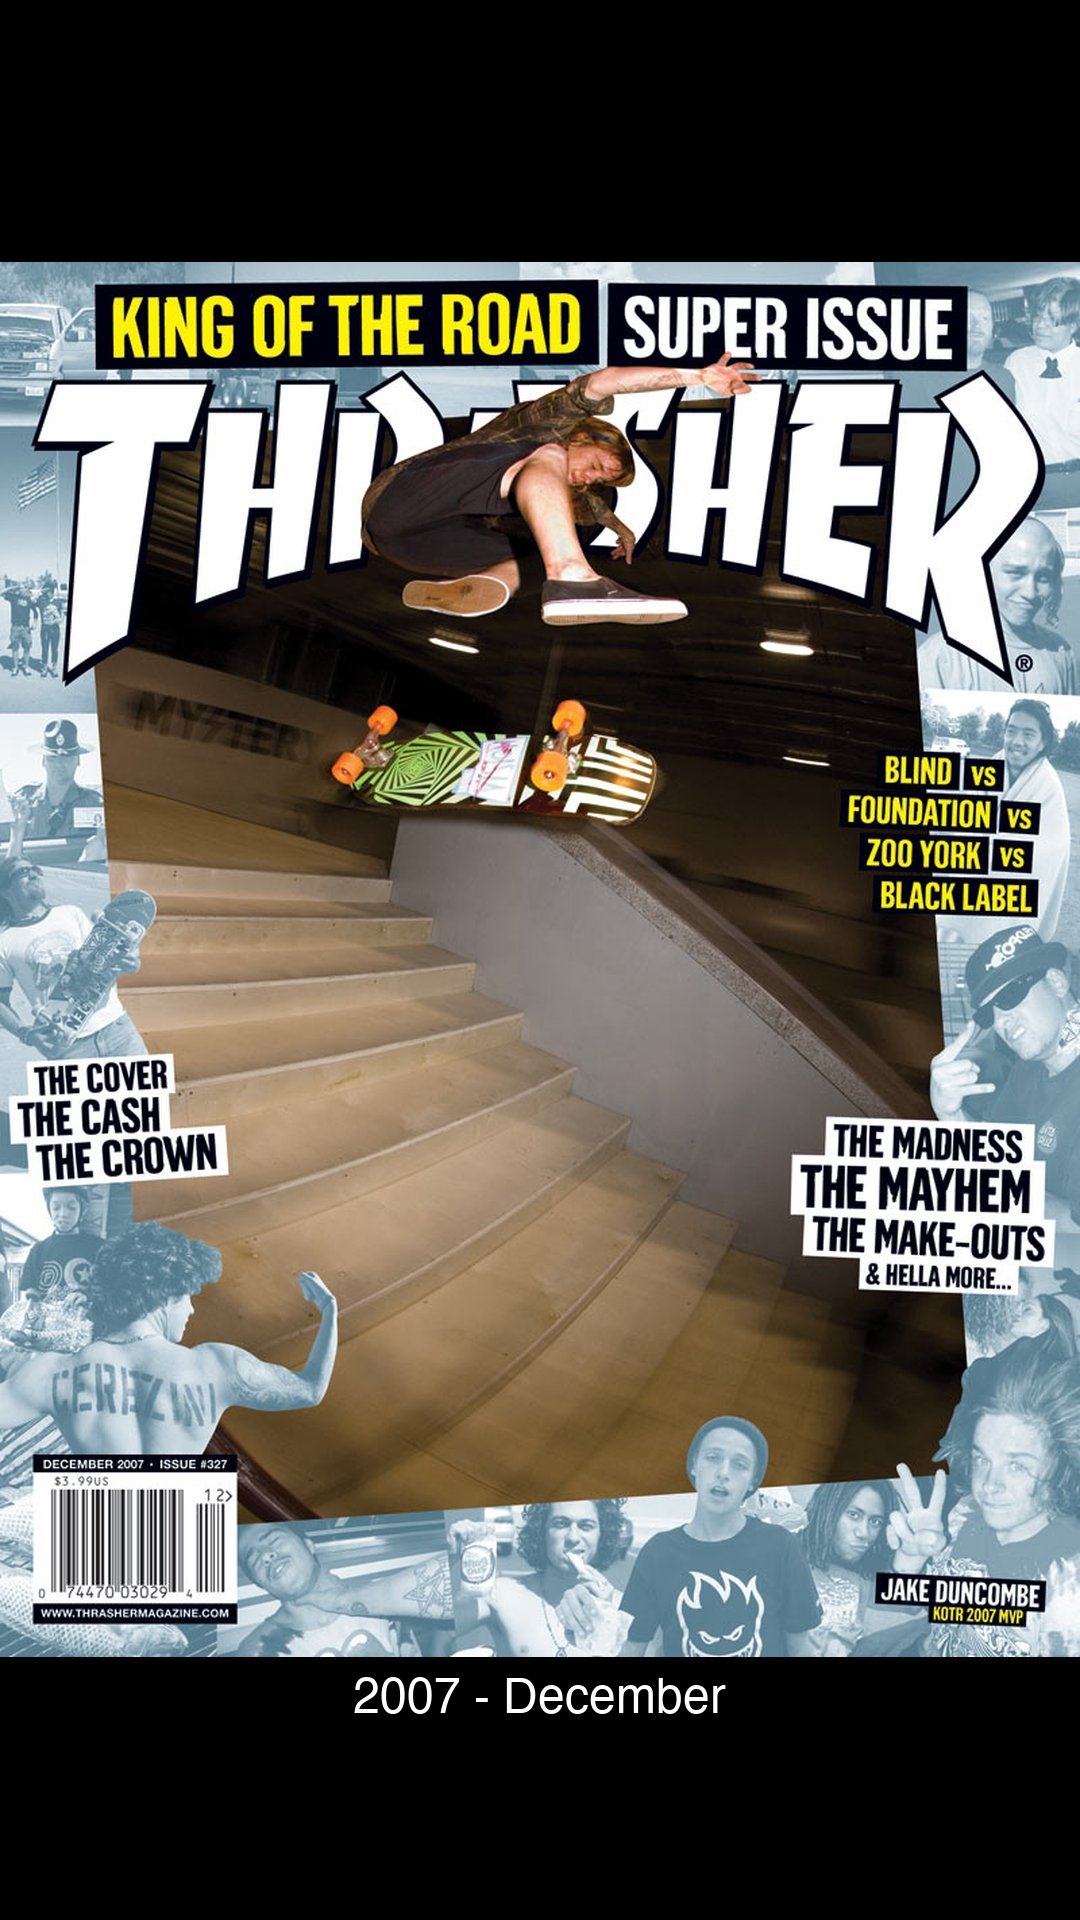 KING OF THE ROAD SUPER ISSUE
THRASHER®
MYSTERY
BLIND vs
FOUNDATION vs
ZOO YORK vs
BLACK LABEL
OAKLEY
THE COVER
THE CASH
THE CROWN
THE MADNESS
THE MAYHEM
THE MAKE-OUTS
& HELLA MORE...
CEREZINI
DECEMBER 2007 • ISSUE #327
$3.99US
12>
0 74470 03029 4
WWW.THRASHERMAGAZINE.COM
JAKE DUNCOMBE
KOTR 2007 MVP
2007 - December